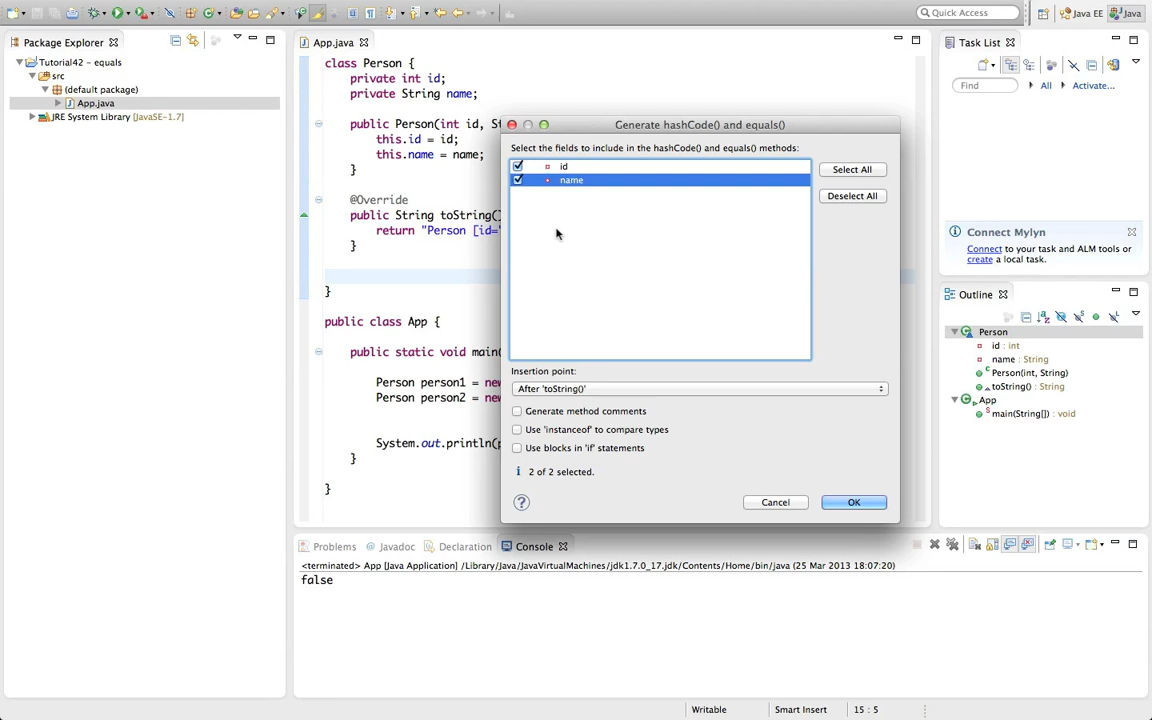 Quick Access
Java EE
Java
Package Explorer
Tutorial42 - equals
src
(default package)
App.java
JRE System Library [JavaSE-1.7]
App.java
class Person {
private int id;
private String name;
public Person(int id, St
this.id = id;
this.name = name;
}
@Override
public String toString()
return "Person [id="
}
}
public class App {
public static void main(
Person person1 = new
Person person2 = new
System.out.println(p
}
}
Generate hashCode() and equals()
Select the fields to include in the hashCode() and equals() methods:
id
name
Select All
Deselect All
Insertion point:
After 'toString()'
Generate method comments
Use 'instanceof' to compare types
Use blocks in 'if' statements
i 2 of 2 selected.
?
Cancel
OK
Task List
Find
All
Activate...
Connect Mylyn
Connect to your task and ALM tools or
create a local task.
Outline
Person
id : int
name : String
Person(int, String)
toString() : String
App
main(String[]) : void
Problems
@ Javadoc
Declaration
Console
<terminated> App [Java Application] /Library/Java/JavaVirtualMachines/jdk1.7.0_17.jdk/Contents/Home/bin/java (25 Mar 2013 18:07:20)
false
Writable
Smart Insert
15 : 5